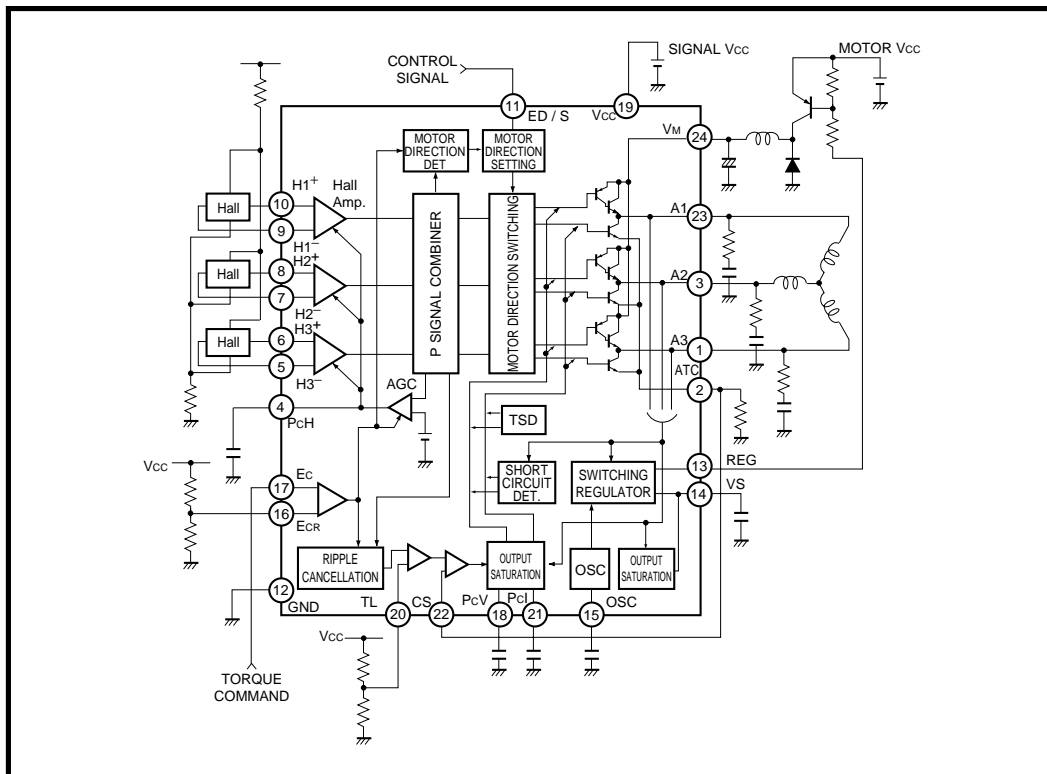 CONTROL
SIGNAL
SIGNAL VCC
MOTOR VCC
11
ED / S
19
VCC
VM
24
MOTOR
DIRECTION
DET
MOTOR
DIRECTION
SETTING
Hall
10
H1+
Hall
Amp.
9
H1−
Hall
8
H2+
7
H2−
Hall
6
H3+
5
H3−
P SIGNAL COMBINER
MOTOR DIRECTION SWITCHING
A1
23
A2
3
A3
1
ATC
2
AGC
4
PCH
TSD
VCC
17
EC
16
ECR
SHORT
CIRCUIT
DET.
SWITCHING
REGULATOR
13
REG
14
VS
RIPPLE
CANCELLATION
OUTPUT
SATURATION
OSC
OUTPUT
SATURATION
12
GND
TL
20
CS
22
PCV
18
PCI
21
15
OSC
VCC
TORQUE
COMMAND